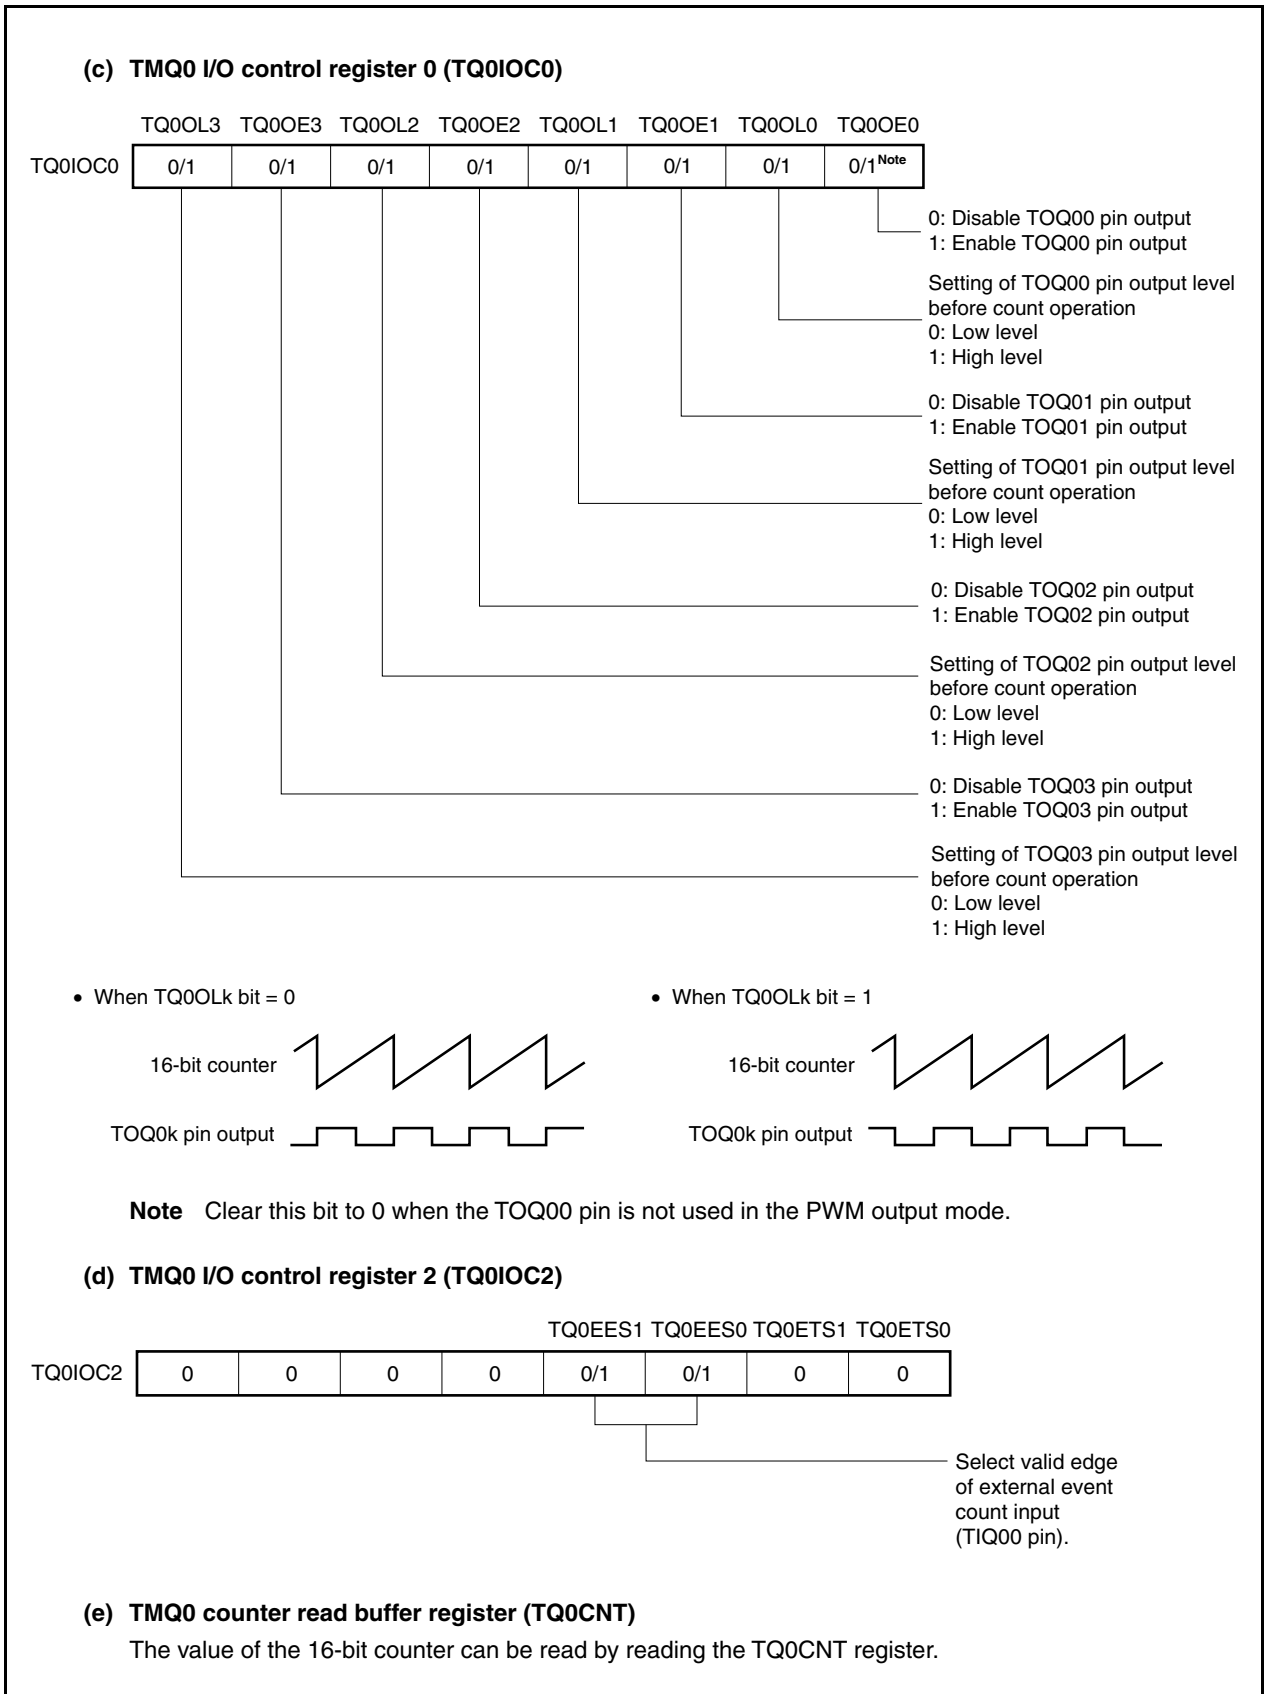 (c) TMQ0 I/O control register 0 (TQ0IOC0)
TQ0OL3 TQ0OE3 TQ0OL2 TQ0OE2 TQ0OL1 TQ0OE1 TQ0OL0 TQ0OE0
TQ0IOC0 0/1 0/1 0/1 0/1 0/1 0/1 0/1 0/1Note
0: Disable TOQ00 pin output
1: Enable TOQ00 pin output
Setting of TOQ00 pin output level
before count operation
0: Low level
1: High level
0: Disable TOQ01 pin output
1: Enable TOQ01 pin output
Setting of TOQ01 pin output level
before count operation
0: Low level
1: High level
0: Disable TOQ02 pin output
1: Enable TOQ02 pin output
Setting of TOQ02 pin output level
before count operation
0: Low level
1: High level
0: Disable TOQ03 pin output
1: Enable TOQ03 pin output
Setting of TOQ03 pin output level
before count operation
0: Low level
1: High level
• When TQ0OLk bit = 0
16-bit counter
TOQ0k pin output
• When TQ0OLk bit = 1
16-bit counter
TOQ0k pin output
Note Clear this bit to 0 when the TOQ00 pin is not used in the PWM output mode.
(d) TMQ0 I/O control register 2 (TQ0IOC2)
TQ0EES1 TQ0EES0 TQ0ETS1 TQ0ETS0
TQ0IOC2 0 0 0 0 0/1 0/1 0 0
Select valid edge
of external event
count input
(TIQ00 pin).
(e) TMQ0 counter read buffer register (TQ0CNT)
The value of the 16-bit counter can be read by reading the TQ0CNT register.